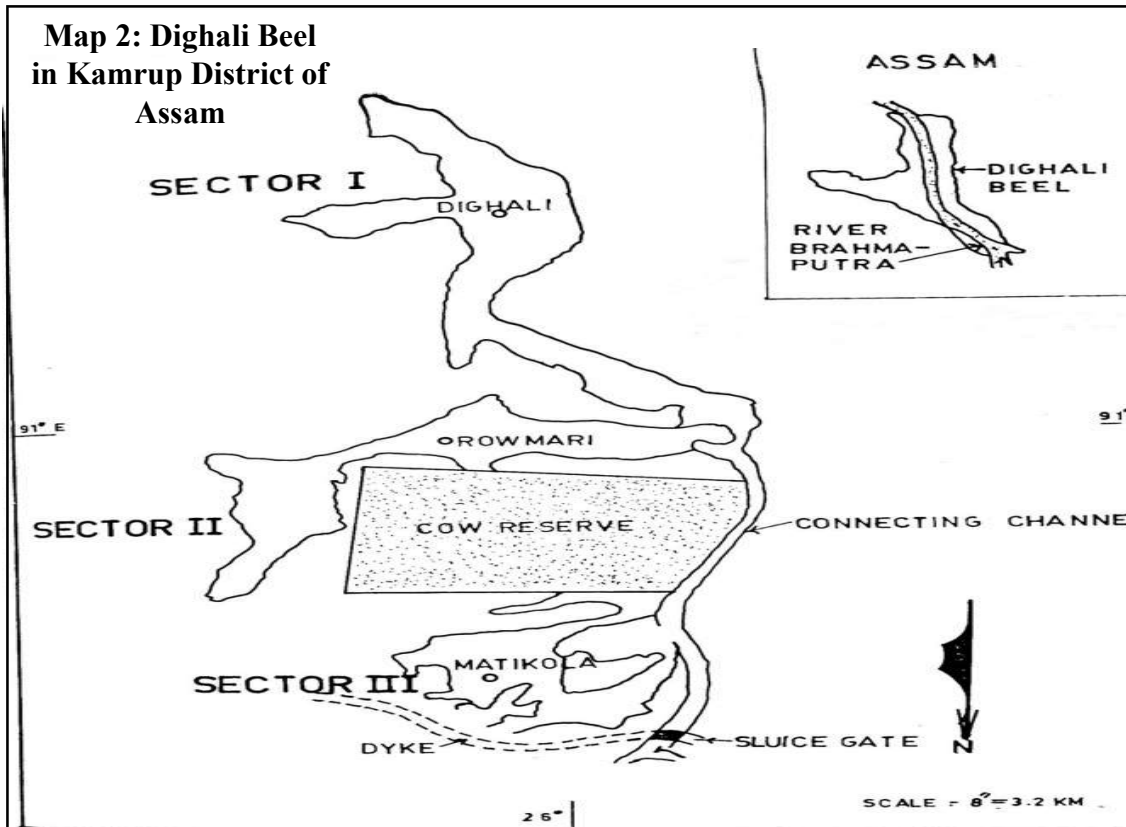 Map 2: Dighali Beel
in Kamrup District of
Assam
ASSAM
DIGHALI
BEEL
RIVER
BRAHMA-
PUTRA
N
SECTOR I
DIGHALI
91° E
91°
ROWMARI
SECTOR II
COW RESERVE
CONNECTING CHANNE
MATIKOLA
SECTOR III
DYKE
SLUICE GATE
N
26°
SCALE - 8"=3.2 KM